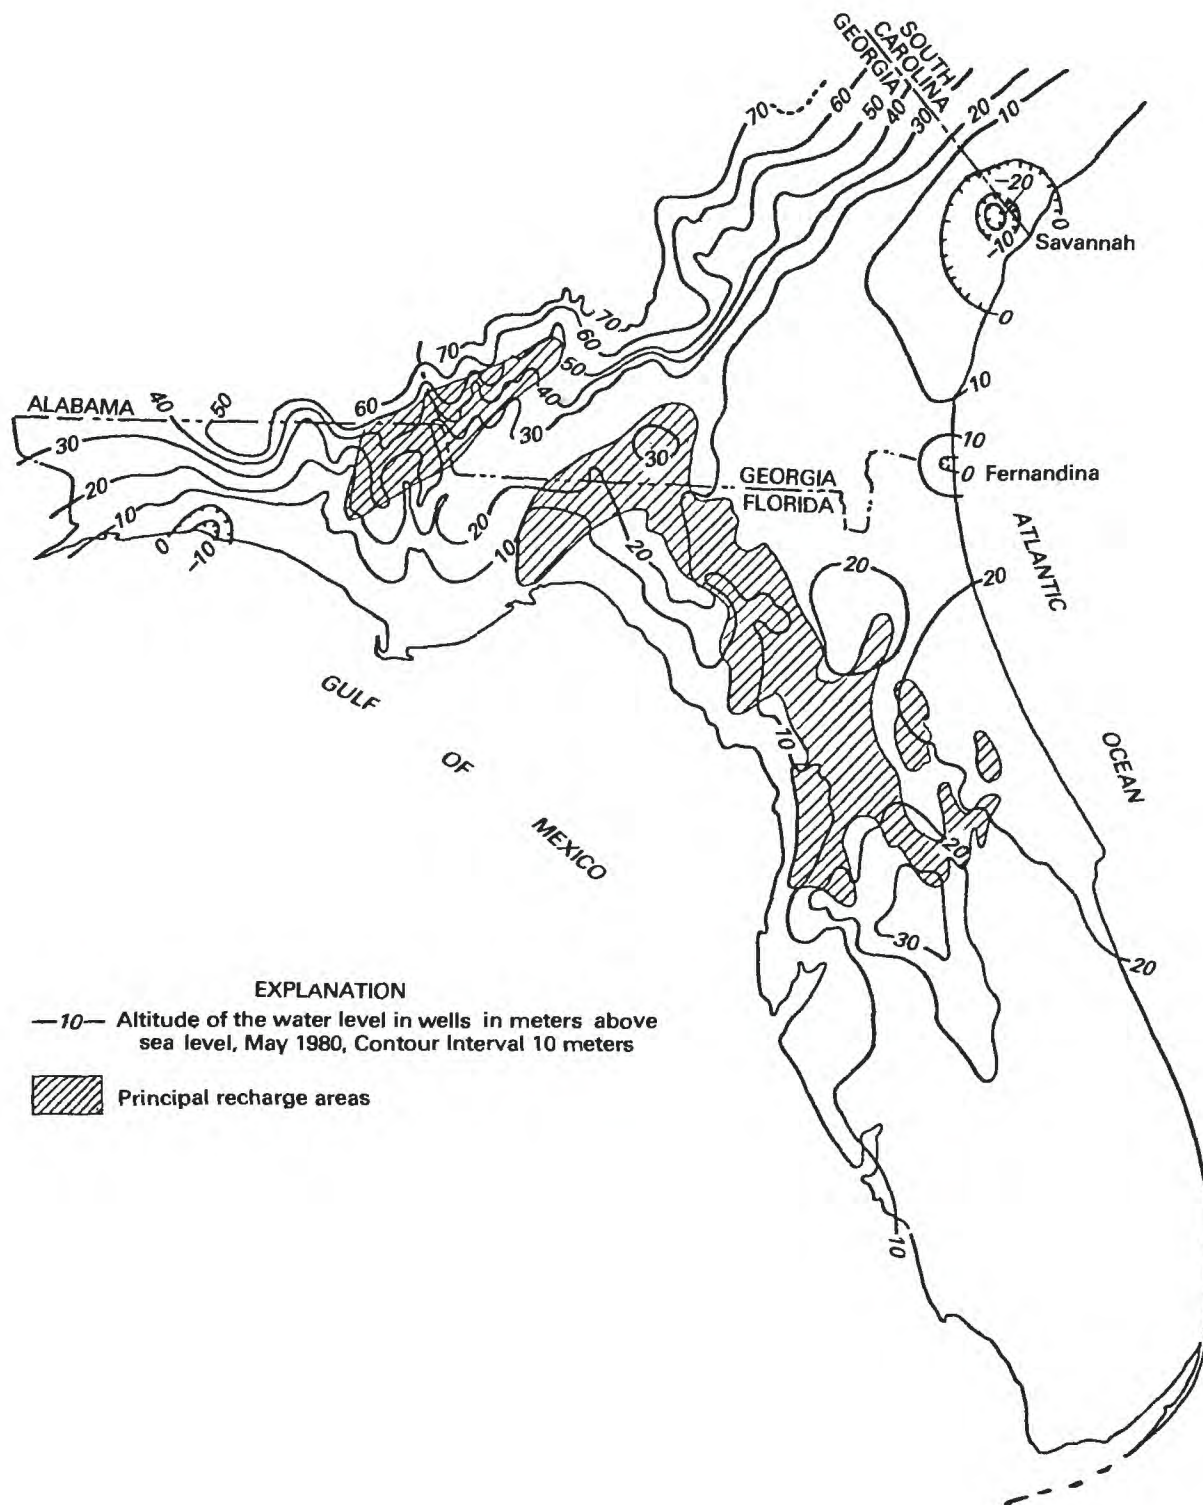 SOUTH
CAROLINA
GEORGIA
70
60
50
40
30
20
10
-20
0
-10
Savannah
0
70
60
70
50
60
40
30
10
ALABAMA
40
50
30
20
10
0
-10
30
GEORGIA
FLORIDA
10
0 Fernandina
20
10
20
20
20
ATLANTIC
OCEAN
GULF
OF
MEXICO
10
20
30
20
10
EXPLANATION
—10— Altitude of the water level in wells in meters above
sea level, May 1980, Contour Interval 10 meters
Principal recharge areas